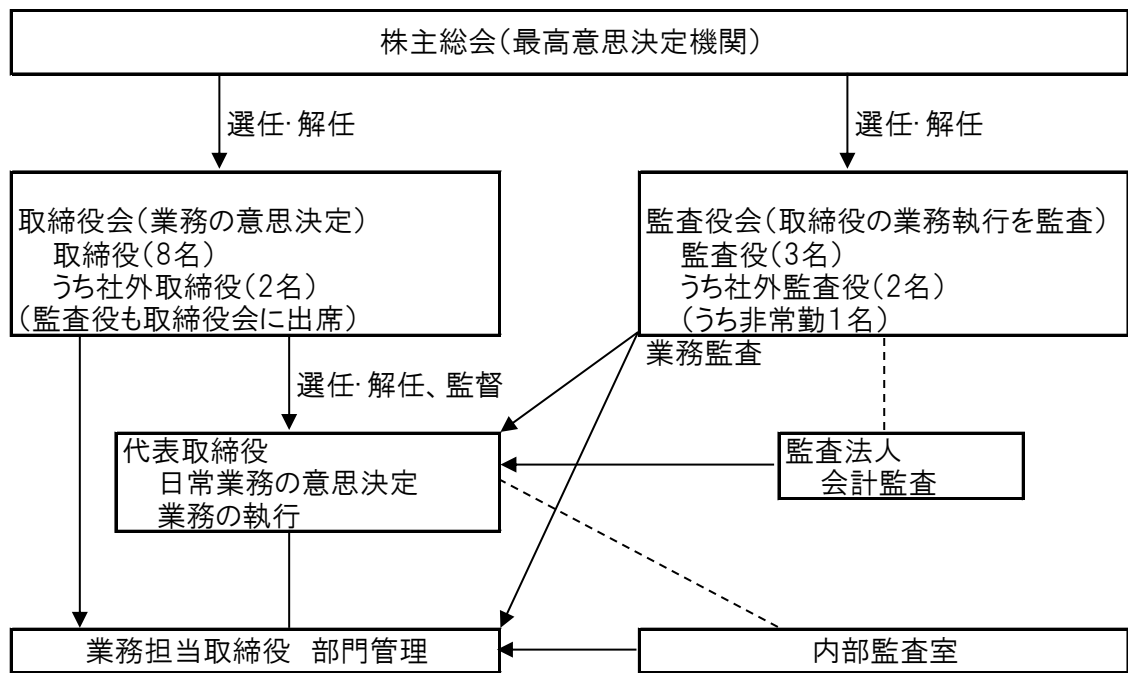 株主総会(最高意思決定機関)
選任・解任
選任・解任
取締役会(業務の意思決定)
取締役(8名)
うち社外取締役(2名)
(監査役も取締役会に出席)
監査役会(取締役の業務執行を監査)
監査役(3名)
うち社外監査役(2名)
(うち非常勤1名)
業務監査
選任・解任、監督
代表取締役
日常業務の意思決定
業務の執行
監査法人
会計監査
業務担当取締役 部門管理
内部監査室